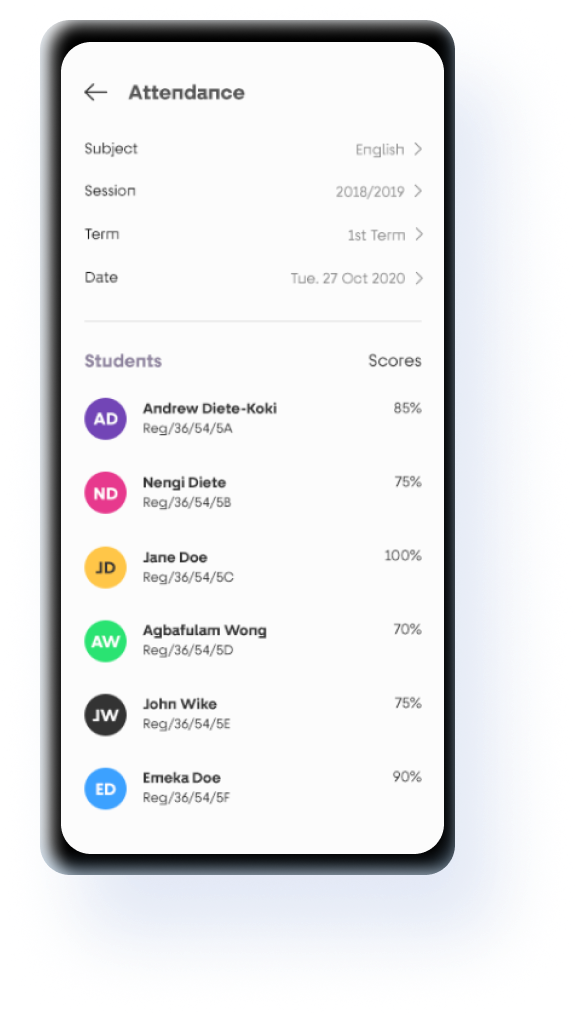 Attendance
Subject English
Session 2018/2019
Term 1st Term
Date Tue. 27 Oct 2020
Students Scores
AD Andrew Diete-Koki 85%
Reg/36/54/5A
ND Nengi Diete 75%
Reg/36/54/5B
JD Jane Doe 100%
Reg/36/54/5C
AW Agbafulam Wong 70%
Reg/36/54/5D
JW John Wike 75%
Reg/36/54/5E
ED Emeka Doe 90%
Reg/36/54/5F